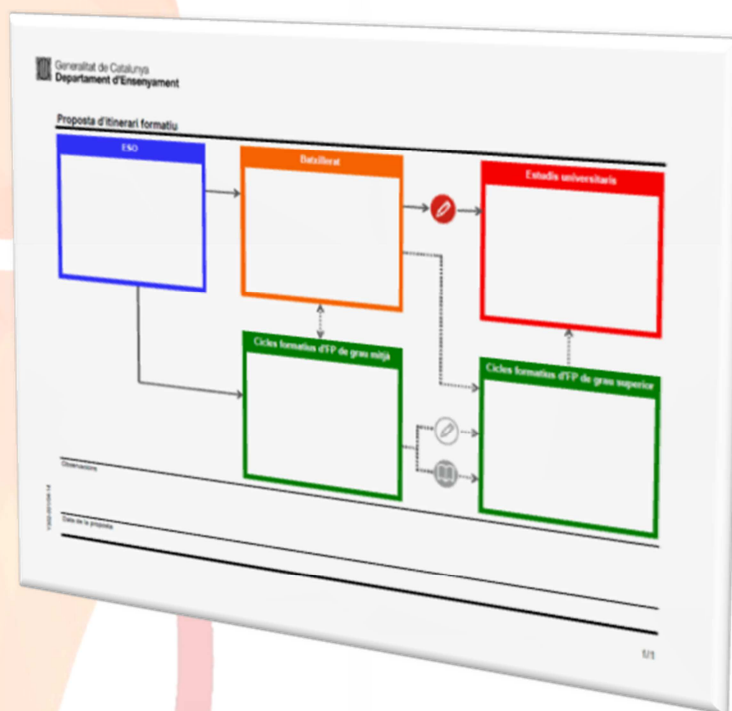 Generalitat de Catalunya
Departament d'Ensenyament
Proposta d'itinerari formatiu
ESO
Batxillerat
Estudis universitaris
Cicles formatius d'FP de grau mitjà
Cicles formatius d'FP de grau superior
Observacions
Data de la proposta
1/1